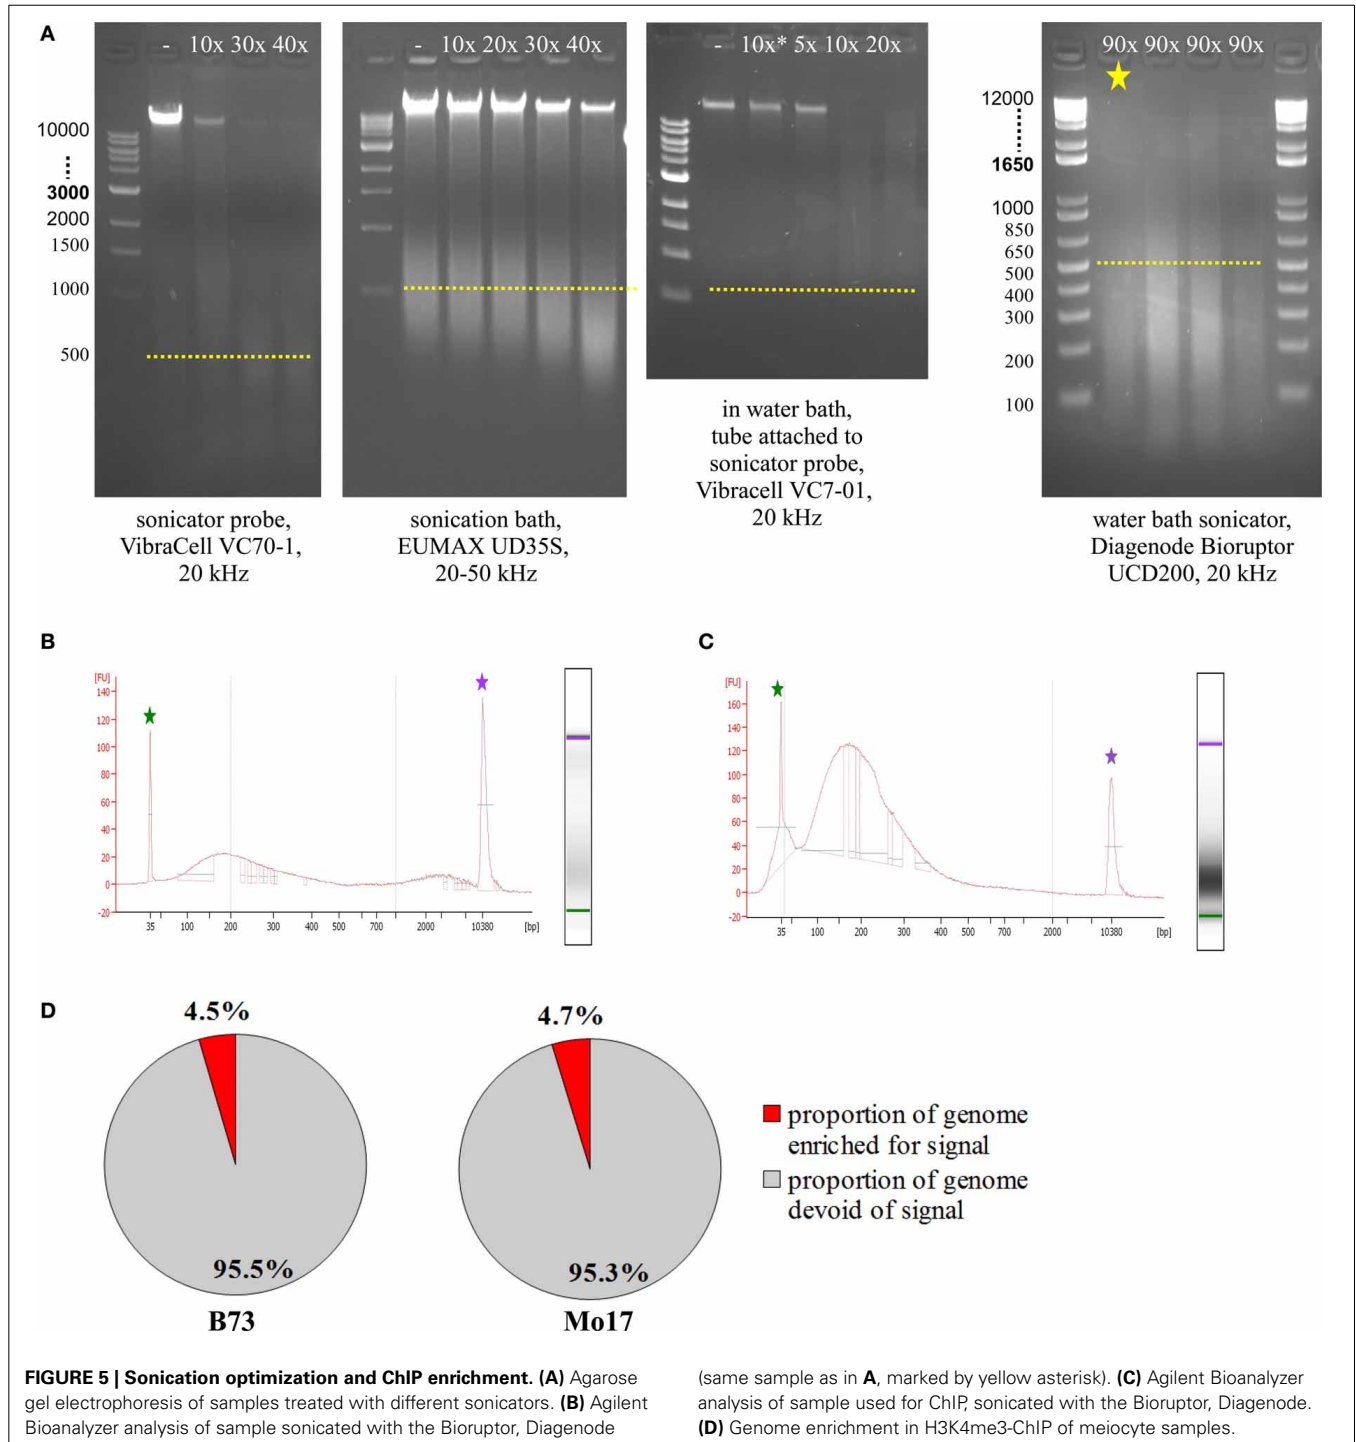 A
- 10x 30x 40x
10000
3000
2000
1500
1000
500
sonicator probe,
VibraCell VC70-1,
20 kHz
- 10x 20x 30x 40x
sonication bath,
EUMAX UD35S,
20-50 kHz
- 10x* 5x 10x 20x
in water bath,
tube attached to
sonicator probe,
Vibracell VC7-01,
20 kHz
90x 90x 90x 90x
12000
1650
1000
850
650
500
400
300
200
100
water bath sonicator,
Diagenode Bioruptor
UCD200, 20 kHz
B
[FU]
140
120
100
80
60
40
20
0
-20
35 100 200 300 400 500 700 2000 10380 [bp]
C
[FU]
160
140
120
100
80
60
40
20
0
-20
35 100 200 300 400 500 700 2000 10380 [bp]
D
4.5%
95.5%
B73
4.7%
95.3%
Mo17
proportion of genome
enriched for signal
proportion of genome
devoid of signal
FIGURE 5 | Sonication optimization and ChIP enrichment. (A) Agarose
gel electrophoresis of samples treated with different sonicators. (B) Agilent
Bioanalyzer analysis of sample sonicated with the Bioruptor, Diagenode
(same sample as in A, marked by yellow asterisk). (C) Agilent Bioanalyzer
analysis of sample used for ChIP, sonicated with the Bioruptor, Diagenode.
(D) Genome enrichment in H3K4me3-ChIP of meiocyte samples.